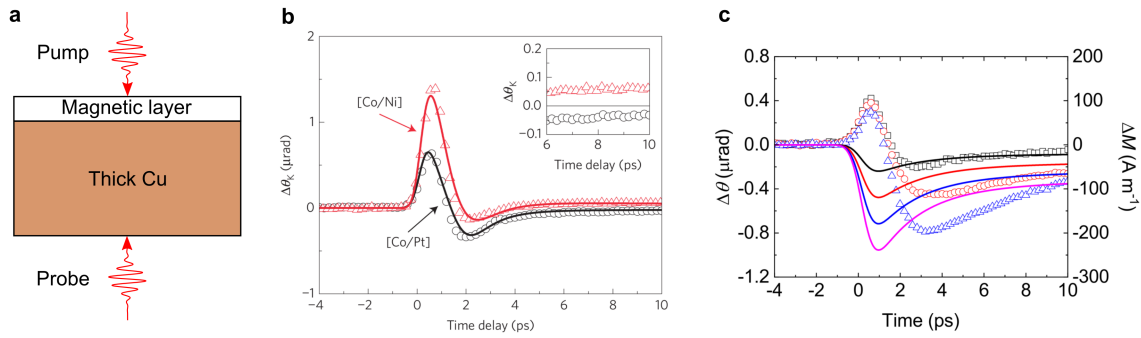 a
Pump
Magnetic layer
Thick Cu
Probe
b
Δθ_K (μrad)
1
0
−1
[Co/Ni]
[Co/Pt]
−4 −2 0 2 4 6 8 10
Time delay (ps)
Δθ_K
0.2
0.1
0.0
−0.1
6 7 8 9 10
Time delay (ps)
c
Δθ (μrad)
0.8
0.4
0.0
-0.4
-0.8
-1.2
-4 -2 0 2 4 6 8 10
Time (ps)
200
100
0
-100
-200
-300
ΔM (A m⁻¹)